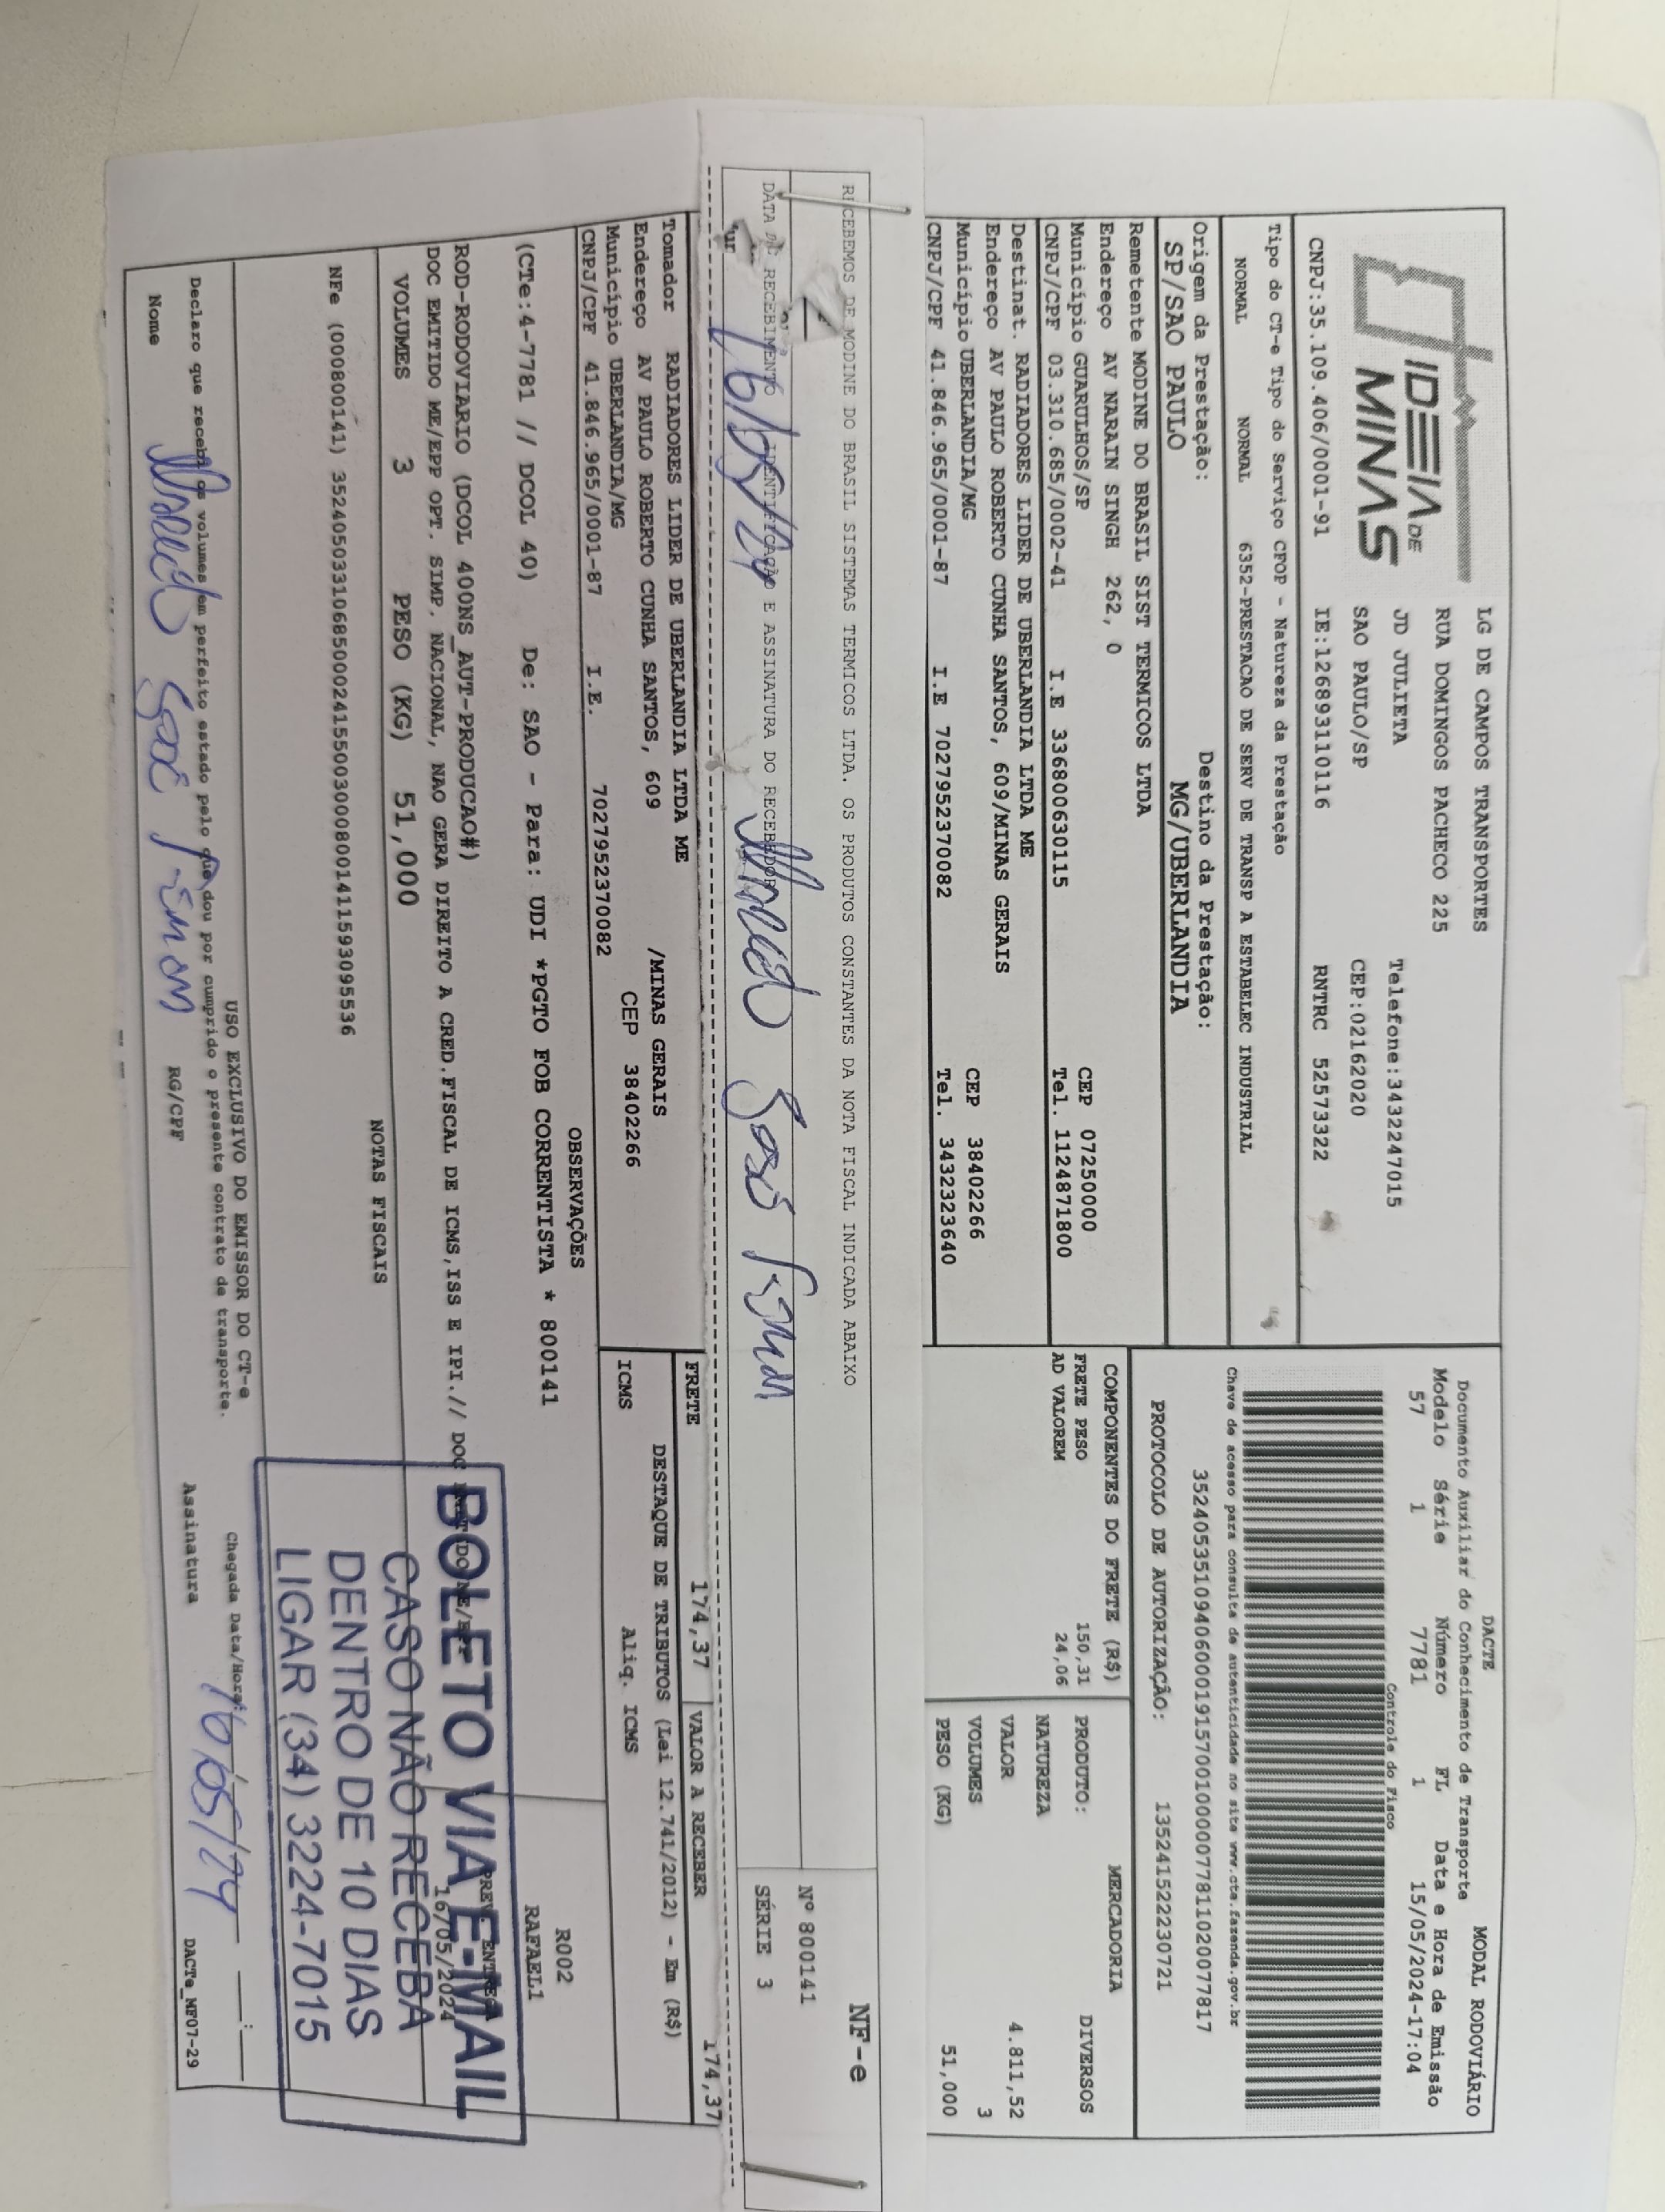 IDEIA DE
MINAS
LG DE CAMPOS TRANSPORTES
RUA DOMINGOS PACHECO 225
JD JULIETA Telefone:3432247015
SAO PAULO/SP CEP:02162020
CNPJ:35.109.406/0001-91 IE:126893110116 RNTRC 52573322
Tipo do CT-e Tipo do Serviço CFOP - Natureza da Prestação
NORMAL NORMAL 6352-PRESTACAO DE SERV DE TRANSP A ESTABELEC INDUSTRIAL
Origem da Prestação: Destino da Prestação:
SP/SAO PAULO MG/UBERLANDIA
Remetente MODINE DO BRASIL SIST TERMICOS LTDA
Endereço AV NARAIN SINGH 262, 0
Município GUARULHOS/SP CEP 07250000
CNPJ/CPF 03.310.685/0002-41 I.E 336800630115 Tel. 1124871800
Destinat. RADIADORES LIDER DE UBERLANDIA LTDA ME
Endereço AV PAULO ROBERTO CUNHA SANTOS, 609/MINAS GERAIS
Município UBERLANDIA/MG CEP 38402266
CNPJ/CPF 41.846.965/0001-87 I.E 7027952370082 Tel. 3432323640
DACTE MODAL RODOVIÁRIO
Documento Auxiliar do Conhecimento de Transporte
Modelo Série Número FL Data e Hora de Emissão
57 1 7781 1 15/05/2024-17:04
Controle do Fisco
Chave de acesso para consulta de autenticidade no site www.cte.fazenda.gov.br
35240535109406000191570010000077811020077817
PROTOCOLO DE AUTORIZAÇÃO: 135241522230721
COMPONENTES DO FRETE (R$)
FRETE PESO 150,31
AD VALOREM 24,06
MERCADORIA
PRODUTO: DIVERSOS
NATUREZA
VALOR 4.811,52
VOLUMES 3
PESO (KG) 51,000
RECEBEMOS DE MODINE DO BRASIL SISTEMAS TERMICOS LTDA. OS PRODUTOS CONSTANTES DA NOTA FISCAL INDICADA ABAIXO
DATA DE RECEBIMENTO IDENTIFICAÇÃO E ASSINATURA DO RECEBEDOR
16/05/24
NF-e
Nº 800141
SÉRIE 3
FRETE 174,37 VALOR A RECEBER 174,37
Tomador RADIADORES LIDER DE UBERLANDIA LTDA ME
Endereço AV PAULO ROBERTO CUNHA SANTOS, 609 /MINAS GERAIS
Município UBERLANDIA/MG CEP 38402266
CNPJ/CPF 41.846.965/0001-87 I.E. 7027952370082
DESTAQUE DE TRIBUTOS (Lei 12.741/2012) - Em (R$)
ICMS Aliq. ICMS
OBSERVAÇÕES
(CTe:4-7781 // DCOL 40) De: SAO - Para: UDI *PGTO FOB CORRENTISTA * 800141
R002
RAFAEL1
ROD-RODOVIARIO (DCOL 400NS_AUT-PRODUCAO#)
DOC EMITIDO ME/EPP OPT. SIMP. NACIONAL, NAO GERA DIREITO A CRED.FISCAL DE ICMS,ISS E IPI.// DOC EMITIDO ME/EPP
PREV. ENTREGA
16/05/2024
VOLUMES 3 PESO (KG) 51,000
NOTAS FISCAIS
NFe (000800141) 35240503310685000241550030008001411593095536
BOLETO VIA E-MAIL
CASO NÃO RECEBA
DENTRO DE 10 DIAS
LIGAR (34) 3224-7015
USO EXCLUSIVO DO EMISSOR DO CT-e
Declaro que recebi os volumes em perfeito estado pelo que dou por cumprido o presente contrato de transporte.
Chegada Data/Hora: 16/05/24 __:__
Nome RG/CPF Assinatura
DACTe_NF07-29